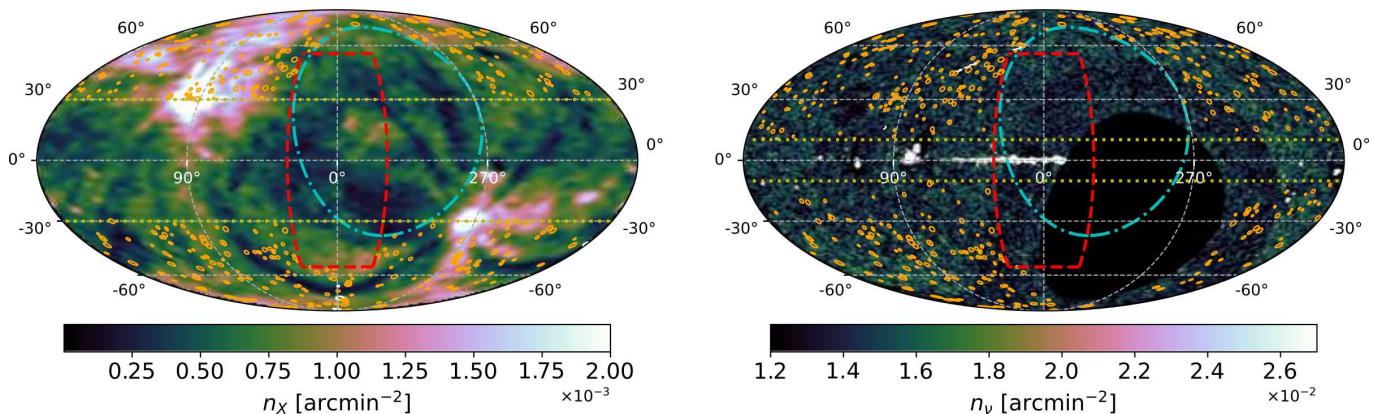 60° 60° 60° 60°
30° 30° 30° 30°
0° 90° 0° 270° 0° 0° 90° 0° 270° 0°
-30° -30° -30° -30°
-60° -60° -60° -60°
0.25 0.50 0.75 1.00 1.25 1.50 1.75 2.00 1.2 1.4 1.6 1.8 2.0 2.2 2.4 2.6
×10⁻³ ×10⁻²
n_X [arcmin⁻²] n_ν [arcmin⁻²]